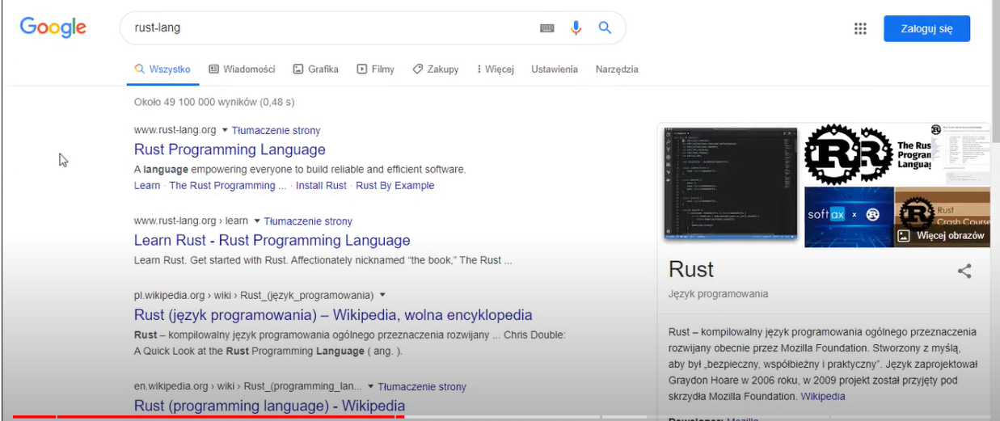 Google
rust-lang
Zaloguj się
Wszystko Wiadomości Grafika Filmy Zakupy Więcej Ustawienia Narzędzia
Około 49 100 000 wyników (0,48 s)
www.rust-lang.org Tłumaczenie strony
Rust Programming Language
A language empowering everyone to build reliable and efficient software.
Learn · The Rust Programming ... · Install Rust · Rust By Example
www.rust-lang.org › learn Tłumaczenie strony
Learn Rust - Rust Programming Language
Learn Rust. Get started with Rust. Affectionately nicknamed “the book,” The Rust ...
pl.wikipedia.org › wiki › Rust_(język_programowania)
Rust (język programowania) – Wikipedia, wolna encyklopedia
Rust – kompilowalny język programowania ogólnego przeznaczenia rozwijany ... Chris Double:
A Quick Look at the Rust Programming Language ( ang. ).
en.wikipedia.org › wiki › Rust_(programming_lan... Tłumaczenie strony
Rust (programming language) - Wikipedia
R
R
The Rus
Progran
Langua
softax x R
R
Rust
Crash Course
Więcej obrazów
Rust
Język programowania
Rust – kompilowalny język programowania ogólnego przeznaczenia
rozwijany obecnie przez Mozilla Foundation. Stworzony z myślą,
aby był „bezpieczny, współbieżny i praktyczny”. Język zaprojektował
Graydon Hoare w 2006 roku, w 2009 projekt został przyjęty pod
skrzydła Mozilla Foundation. Wikipedia
Deweloper: Mozilla